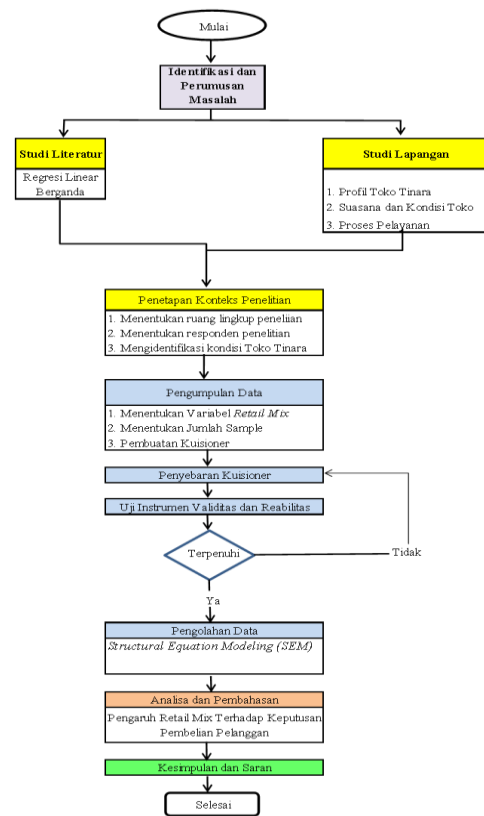 Mulai
Identifikasi dan
Perumusan
Masalah
Studi Literatur
Regresi Linear
Berganda
Studi Lapangan
1. Profil Toko Tinara
2. Suasana dan Kondisi Toko
3. Proses Pelayanan
Penetapan Konteks Penelitian
1. Menentukan ruang lingkup peneliian
2. Menentukan responden penelitian
3. Mengidentifikasi kondisi Toko Tinara
Pengumpulan Data
1. Menentukan Variabel Retail Mix
2. Menentukan Jumlah Sample
3. Pembuatan Kuisioner
Penyebaran Kuisioner
Uji Instrumen Validitas dan Reabilitas
Terpenuhi
Tidak
Ya
Pengolahan Data
Structural Equation Modeling (SEM)
Analisa dan Pembahasan
Pengaruh Retail Mix Terhadap Keputusan
Pembelian Pelanggan
Kesimpulan dan Saran
Selesai